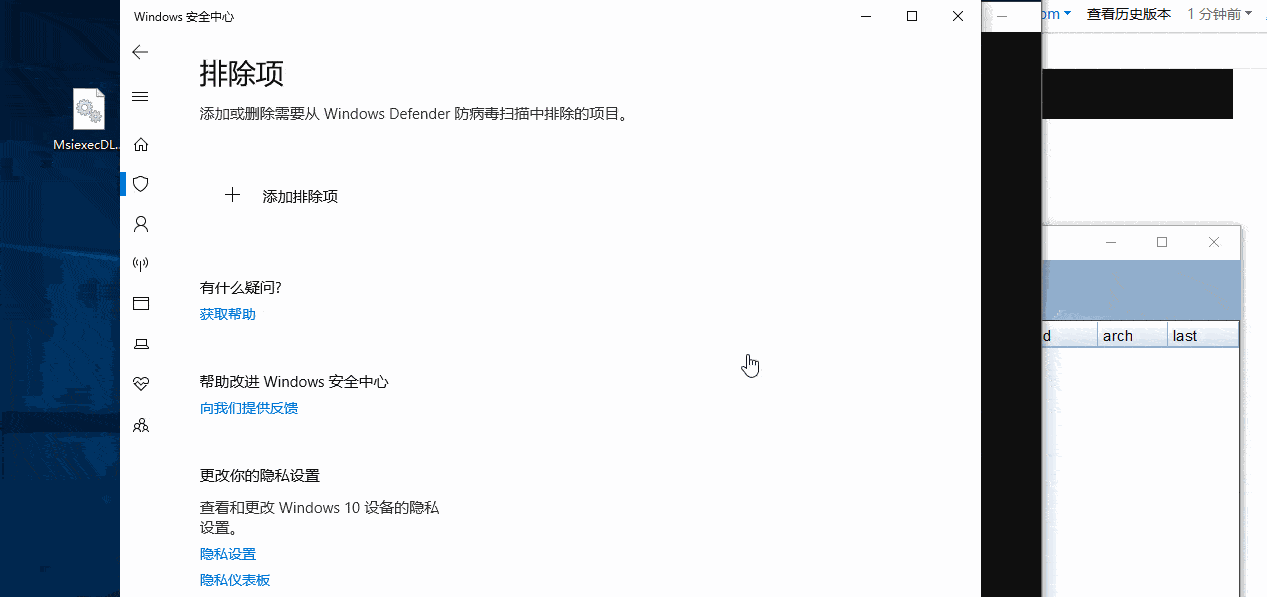 Windows 安全中心
om
查看历史版本
1 分钟前
排除项
添加或删除需要从 Windows Defender 防病毒扫描中排除的项目。
MsiexecDL...
添加排除项
有什么疑问?
获取帮助
d
arch
last
帮助改进 Windows 安全中心
向我们提供反馈
更改你的隐私设置
查看和更改 Windows 10 设备的隐私
设置。
隐私设置
隐私仪表板